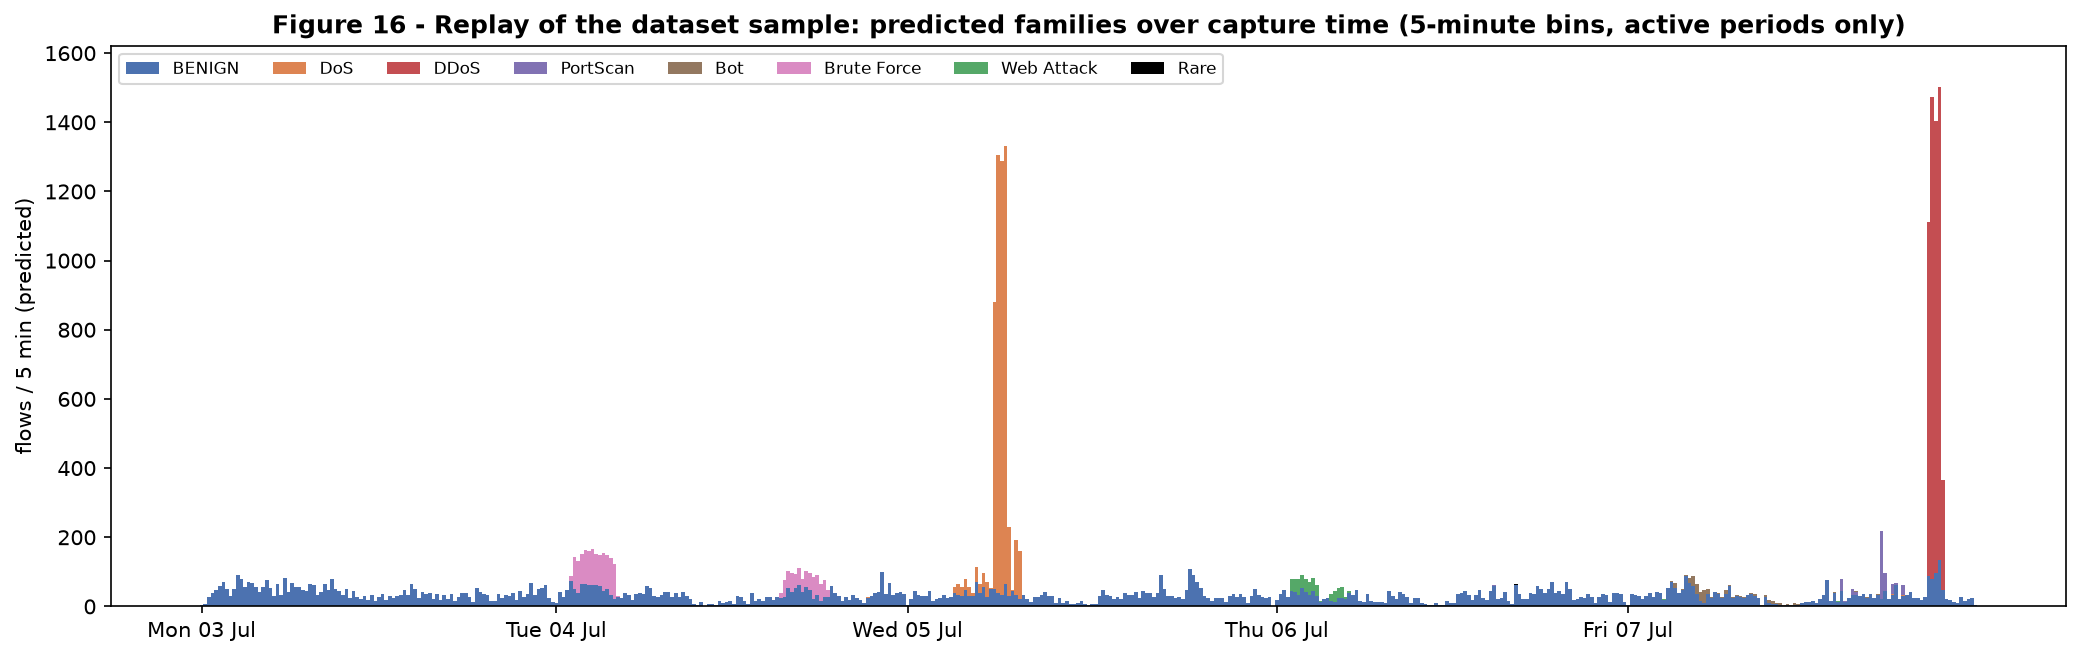 Figure 16 - Replay of the dataset sample: predicted families over capture time (5-minute bins, active periods only)
BENIGN DoS DDoS PortScan Bot Brute Force Web Attack Rare
flows / 5 min (predicted)
1600
1400
1200
1000
800
600
400
200
0
Mon 03 Jul Tue 04 Jul Wed 05 Jul Thu 06 Jul Fri 07 Jul